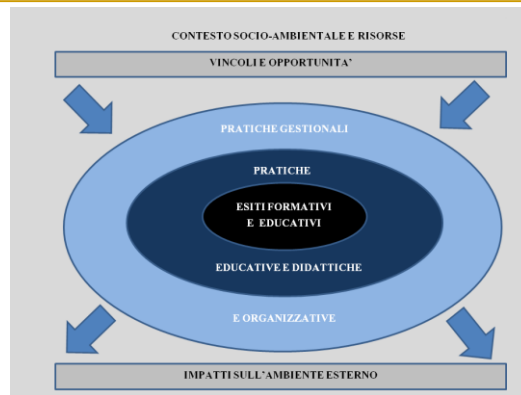 CONTESTO SOCIO-AMBIENTALE E RISORSE
VINCOLI E OPPORTUNITA'
PRATICHE GESTIONALI
PRATICHE
ESITI FORMATIVI
E EDUCATIVI
EDUCATIVE E DIDATTICHE
E ORGANIZZATIVE
IMPATTI SULL'AMBIENTE ESTERNO